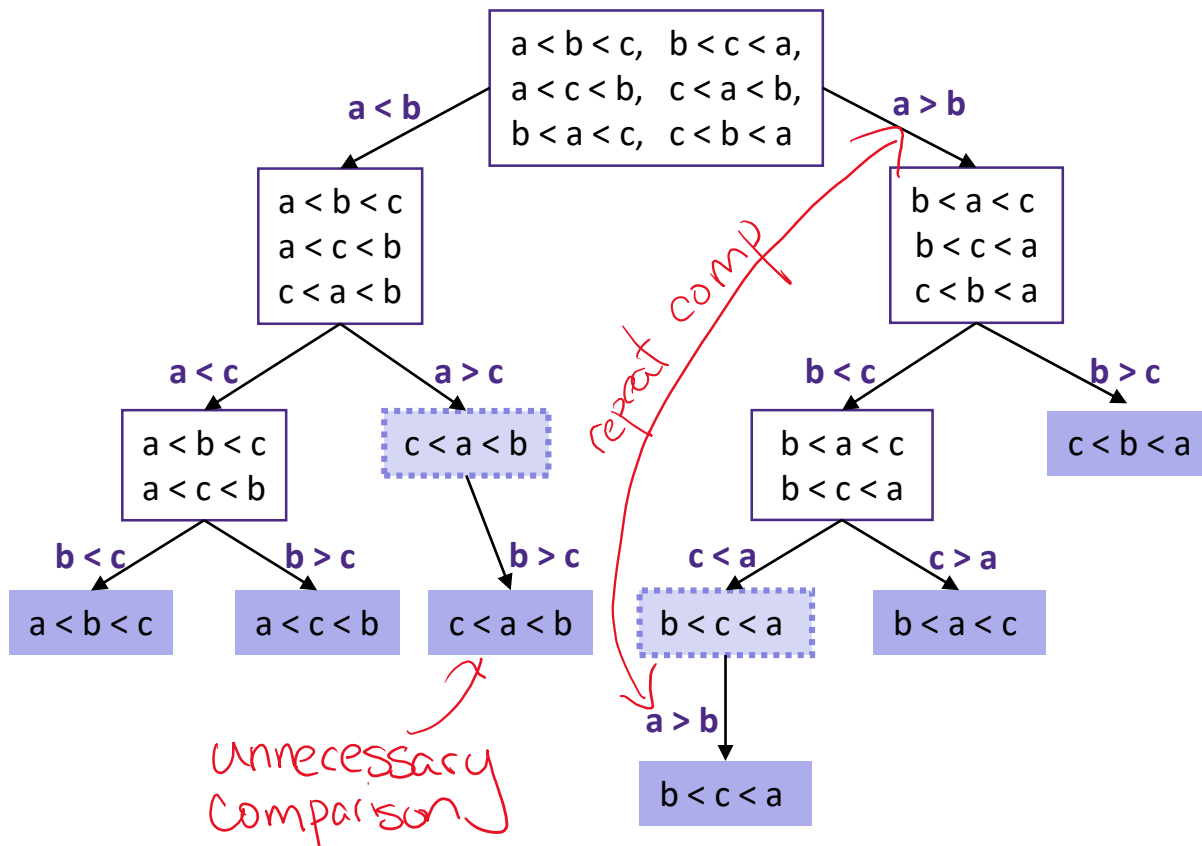 a < b < c, b < c < a,
a < c < b, c < a < b,
b < a < c, c < b < a
a < b
a > b
a < b < c
a < c < b
c < a < b
b < a < c
b < c < a
c < b < a
repeat comp
a < c
a > c
b < c
b > c
a < b < c
a < c < b
c < a < b
b < a < c
b < c < a
c < b < a
b < c
b > c
b > c
c < a
c > a
a < b < c
a < c < b
c < a < b
b < c < a
b < a < c
a > b
unnecessary
comparison
b < c < a